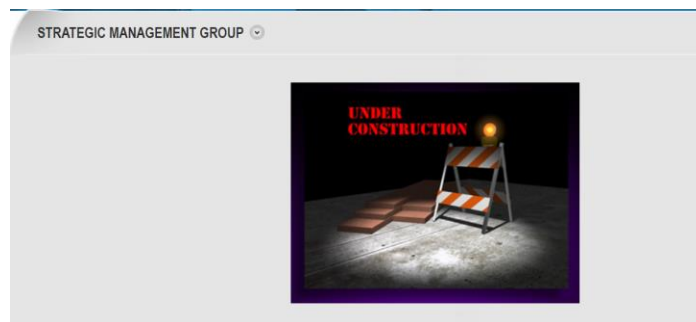 STRATEGIC MANAGEMENT GROUP
UNDER
CONSTRUCTION